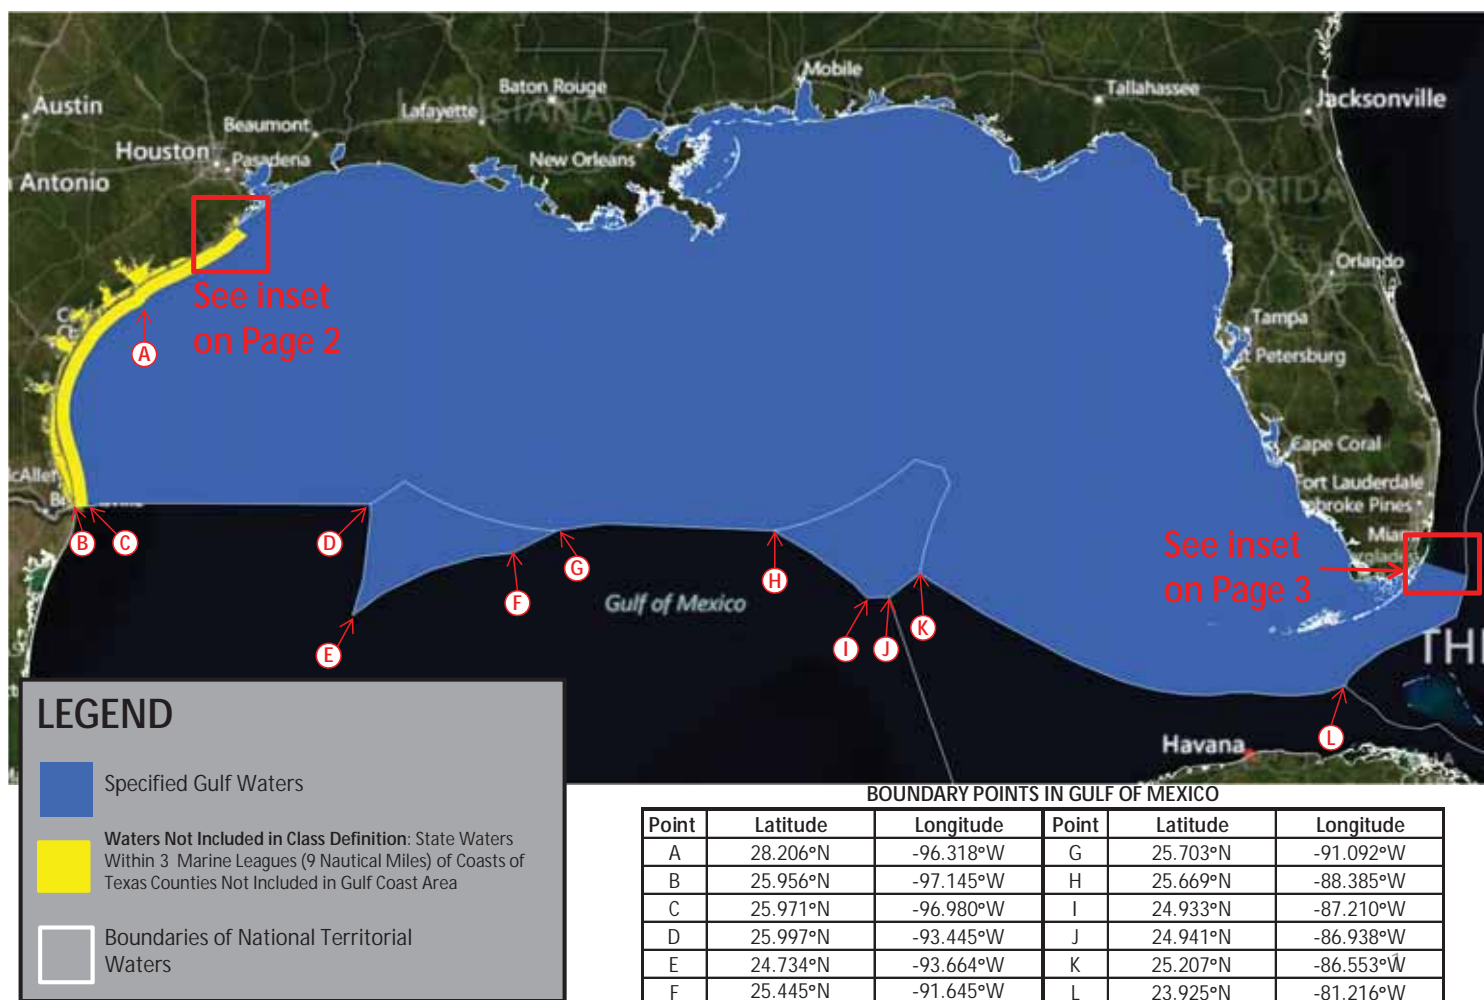 Austin
Houston
Pasadena
Beaumont
n Antonio
Lafayette
Baton Rouge
New Orleans
Mobile
Tallahassee
Jacksonville
FLORIDA
Orlando
Tampa
t Petersburg
Cape Coral
Fort Lauderdale
broke Pines
Miami
See inset
on Page 2
See inset
on Page 3
A
B
C
D
E
F
G
H
I
J
K
L
Gulf of Mexico
Havana
THE
LEGEND
Specified Gulf Waters
Waters Not Included in Class Definition: State Waters
Within 3 Marine Leagues (9 Nautical Miles) of Coasts of
Texas Counties Not Included in Gulf Coast Area
Boundaries of National Territorial
Waters
BOUNDARY POINTS IN GULF OF MEXICO
Point Latitude Longitude Point Latitude Longitude
A 28.206°N -96.318°W G 25.703°N -91.092°W
B 25.956°N -97.145°W H 25.669°N -88.385°W
C 25.971°N -96.980°W I 24.933°N -87.210°W
D 25.997°N -93.445°W J 24.941°N -86.938°W
E 24.734°N -93.664°W K 25.207°N -86.553°W
F 25.445°N -91.645°W L 23.925°N -81.216°W
1